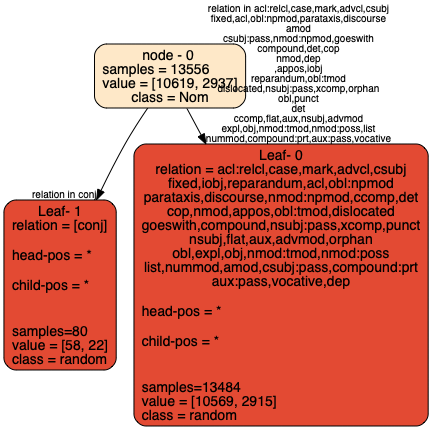 relation in acl:relcl,case,mark,advcl,csubj
fixed,acl,obl:npmod,parataxis,discourse
amod
csubj:pass,nmod:npmod,goeswith
compound,det,cop
nmod,dep
,appos,iobj
reparandum,obl:tmod
dislocated,nsubj:pass,xcomp,orphan
obl,punct
det
ccomp,flat,aux,nsubj,advmod
expl,obj,nmod:tmod,nmod:poss,list
nummod,compound:prt,aux:pass,vocative
node - 0
samples = 13556
value = [10619, 2937]
class = Nom
relation in conj
Leaf- 1
relation = [conj]
head-pos = *
child-pos = *
samples=80
value = [58, 22]
class = random
Leaf- 0
relation = acl:relcl,case,mark,advcl,csubj
fixed,iobj,reparandum,acl,obl:npmod
parataxis,discourse,nmod:npmod,ccomp,det
cop,nmod,appos,obl:tmod,dislocated
goeswith,compound,nsubj:pass,xcomp,punct
nsubj,flat,aux,advmod,orphan
obl,expl,obj,nmod:tmod,nmod:poss
list,nummod,amod,csubj:pass,compound:prt
aux:pass,vocative,dep
head-pos = *
child-pos = *
samples=13484
value = [10569, 2915]
class = random